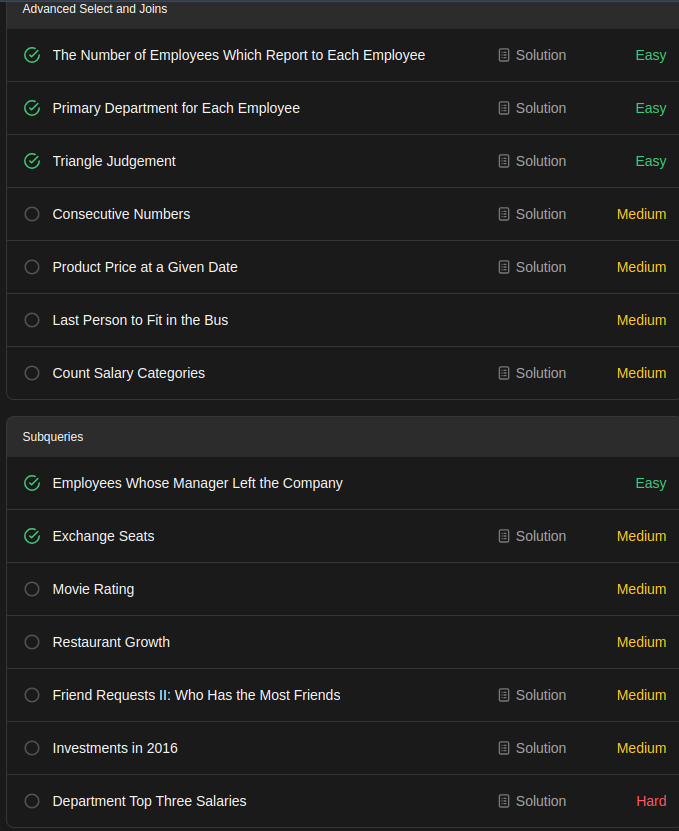 Advanced Select and Joins
The Number of Employees Which Report to Each Employee Solution Easy
Primary Department for Each Employee Solution Easy
Triangle Judgement Solution Easy
Consecutive Numbers Solution Medium
Product Price at a Given Date Solution Medium
Last Person to Fit in the Bus Medium
Count Salary Categories Solution Medium
Subqueries
Employees Whose Manager Left the Company Easy
Exchange Seats Solution Medium
Movie Rating Medium
Restaurant Growth Medium
Friend Requests II: Who Has the Most Friends Solution Medium
Investments in 2016 Solution Medium
Department Top Three Salaries Solution Hard